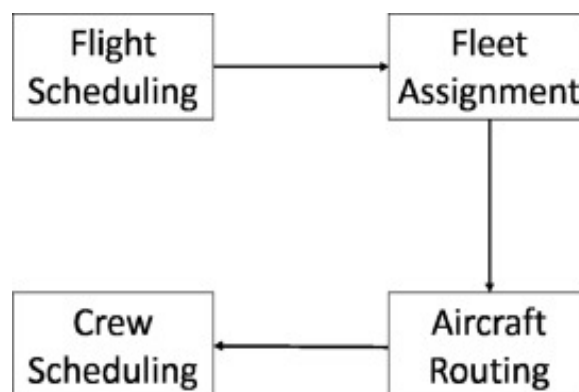 Flight
Scheduling
Fleet
Assignment
Crew
Scheduling
Aircraft
Routing